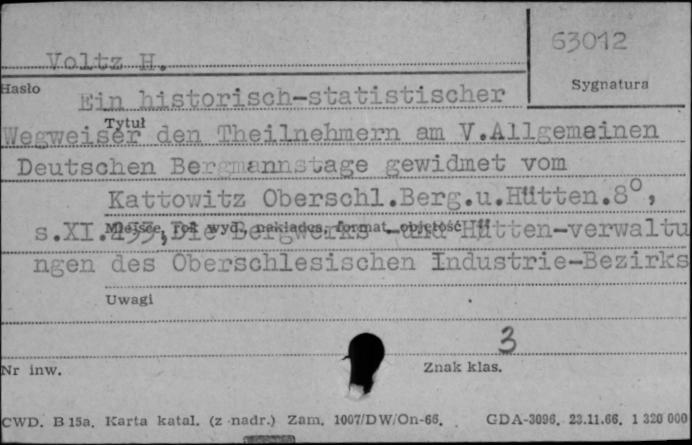 63012
Voltz H.
Hasło
Sygnatura
Ein historisch-statistischer
Tytuł
Wegweiser den Theilnehmern am V.Allgemeinen
Deutschen Bergmannstage gewidmet vom
Kattowitz Oberschl.Berg.u.Hütten.8°,
Miejsce, rok wyd., nakładca, format, objętość
s.XI. Die Bergwerks- und Hütten-verwaltu
ngen des Oberschlesischen Industrie-Bezirks
Uwagi
3
Nr inw.
Znak klas.
CWD. B 15a. Karta katal. (z nadr.) Zam. 1007/DW/On-66. GDA-3096. 23.11.66. 1 320 000